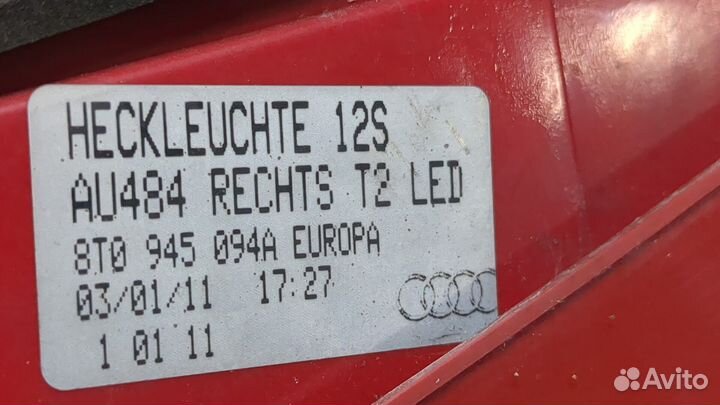 HECKLEUCHTE 12S
AU484 RECHTS T2 LED
8T0 945 094A EUROPA
03/01/11 17:27
1 01 11
Avito